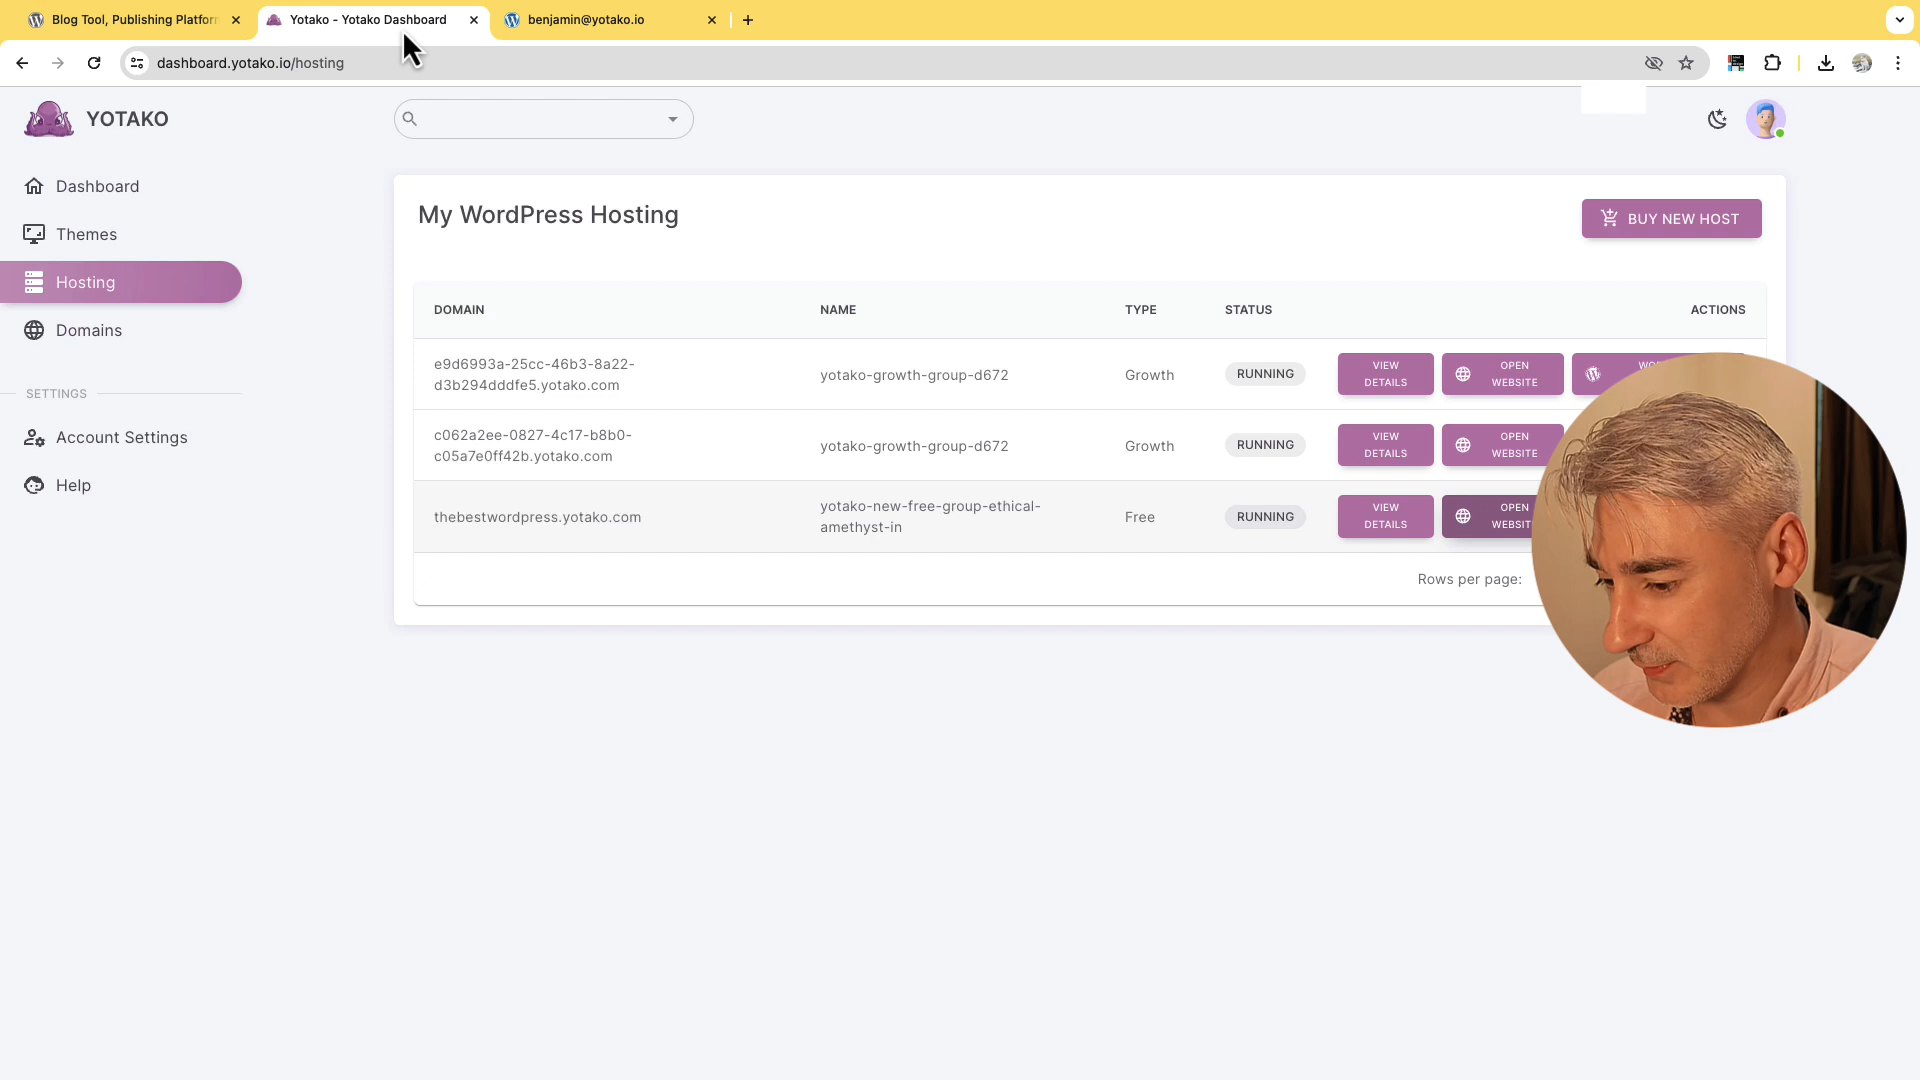 Blog Tool, Publishing Platfor
Yotako - Yotako Dashboard
benjamin@yotako.io
dashboard.yotako.io/hosting
YOTAKO
Dashboard
Themes
Hosting
Domains
SETTINGS
Account Settings
Help
My WordPress Hosting
BUY NEW HOST
DOMAIN NAME TYPE STATUS ACTIONS
e9d6993a-25cc-46b3-8a22-
d3b294dddfe5.yotako.com
yotako-growth-group-d672
Growth
RUNNING
VIEW
DETAILS
OPEN
WEBSITE
c062a2ee-0827-4c17-b8b0-
c05a7e0ff42b.yotako.com
yotako-growth-group-d672
Growth
RUNNING
VIEW
DETAILS
OPEN
WEBSITE
thebestwordpress.yotako.com
yotako-new-free-group-ethical-
amethyst-in
Free
RUNNING
VIEW
DETAILS
OPEN
WEBSITE
Rows per page: